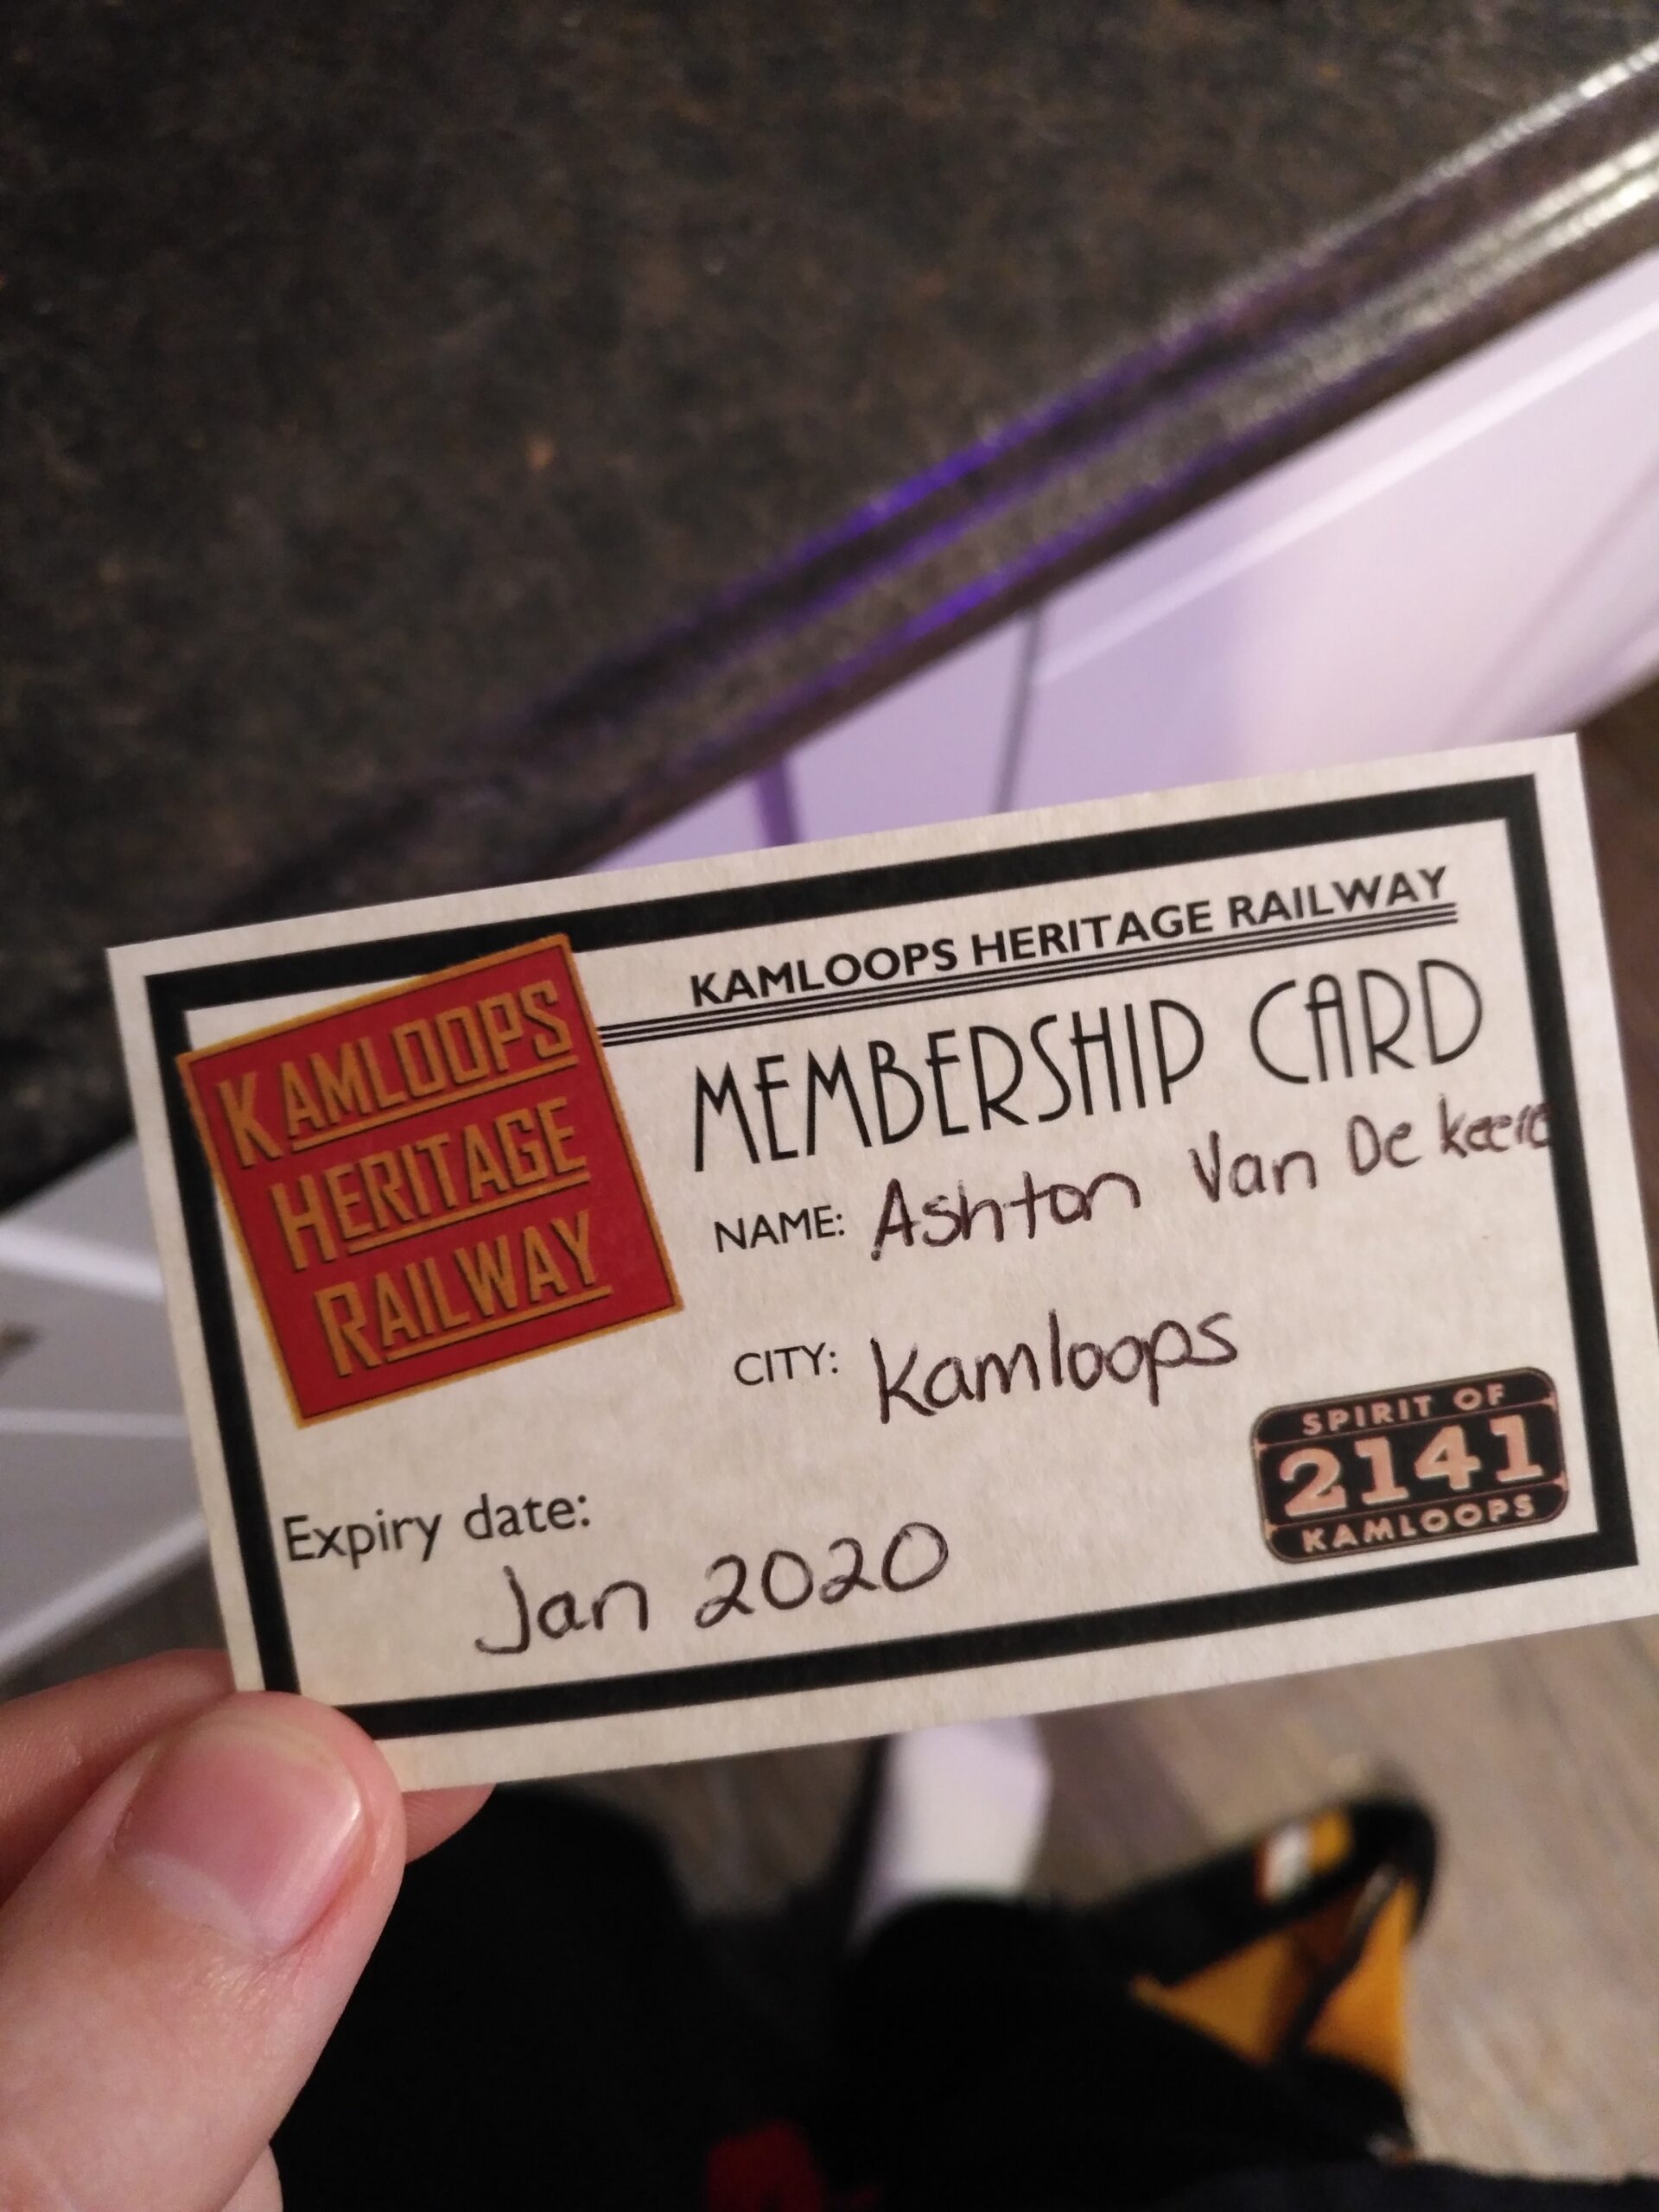 KAMLOOPS
HERITAGE
RAILWAY
KAMLOOPS HERITAGE RAILWAY
MEMBERSHIP CARD
NAME: Ashton Van De
CITY: Kamloops
Expiry date:
Jan 2020
SPIRIT OF
2141
KAMLOOPS